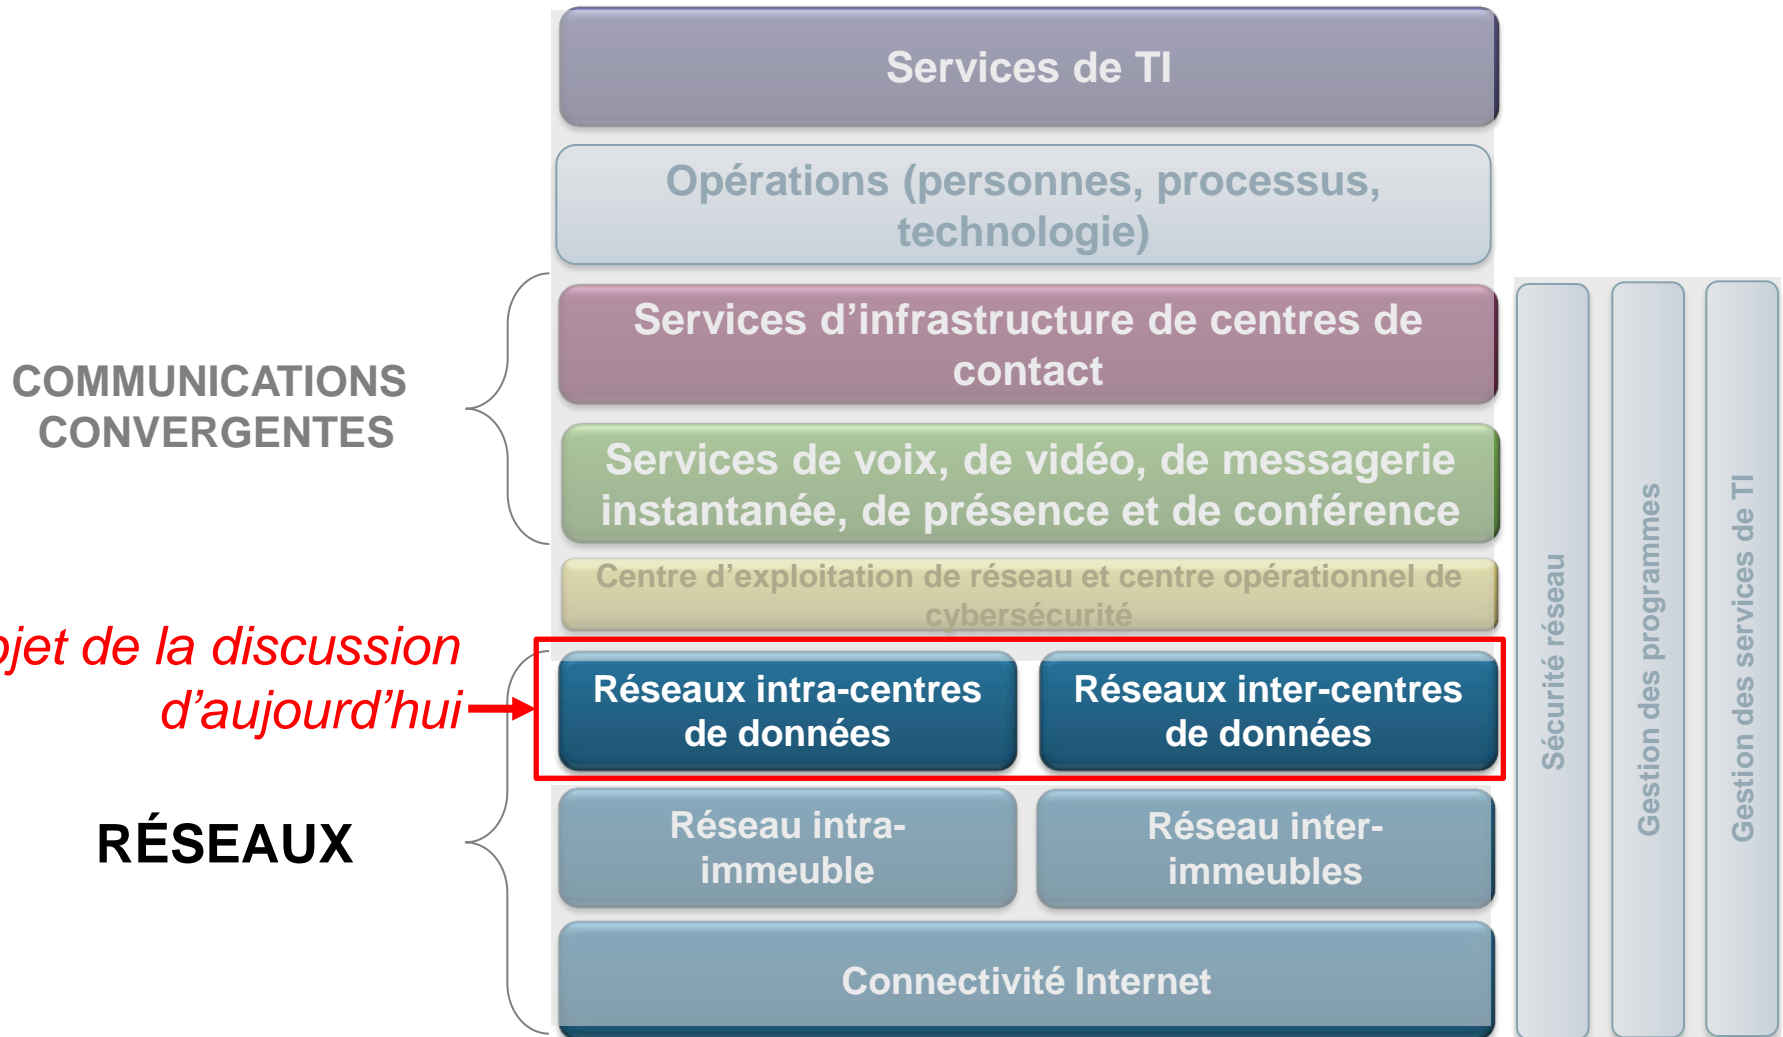 Services de TI
Opérations (personnes, processus,
technologie)
Services d’infrastructure de centres de
contact
COMMUNICATIONS
CONVERGENTES
Services de voix, de vidéo, de messagerie
instantanée, de présence et de conférence
Centre d’exploitation de réseau et centre opérationnel de
cybersécurité
jet de la discussion
d’aujourd’hui
Réseaux intra-centres
de données
Réseaux inter-centres
de données
RÉSEAUX
Réseau intra-
immeuble
Réseau inter-
immeubles
Connectivité Internet
Sécurité réseau
Gestion des programmes
Gestion des services de TI